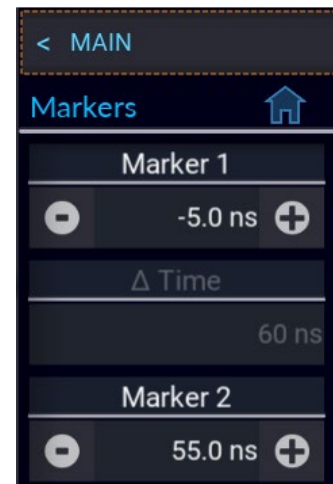 < MAIN
Markers
Marker 1
-5.0 ns
Δ Time
60 ns
Marker 2
55.0 ns